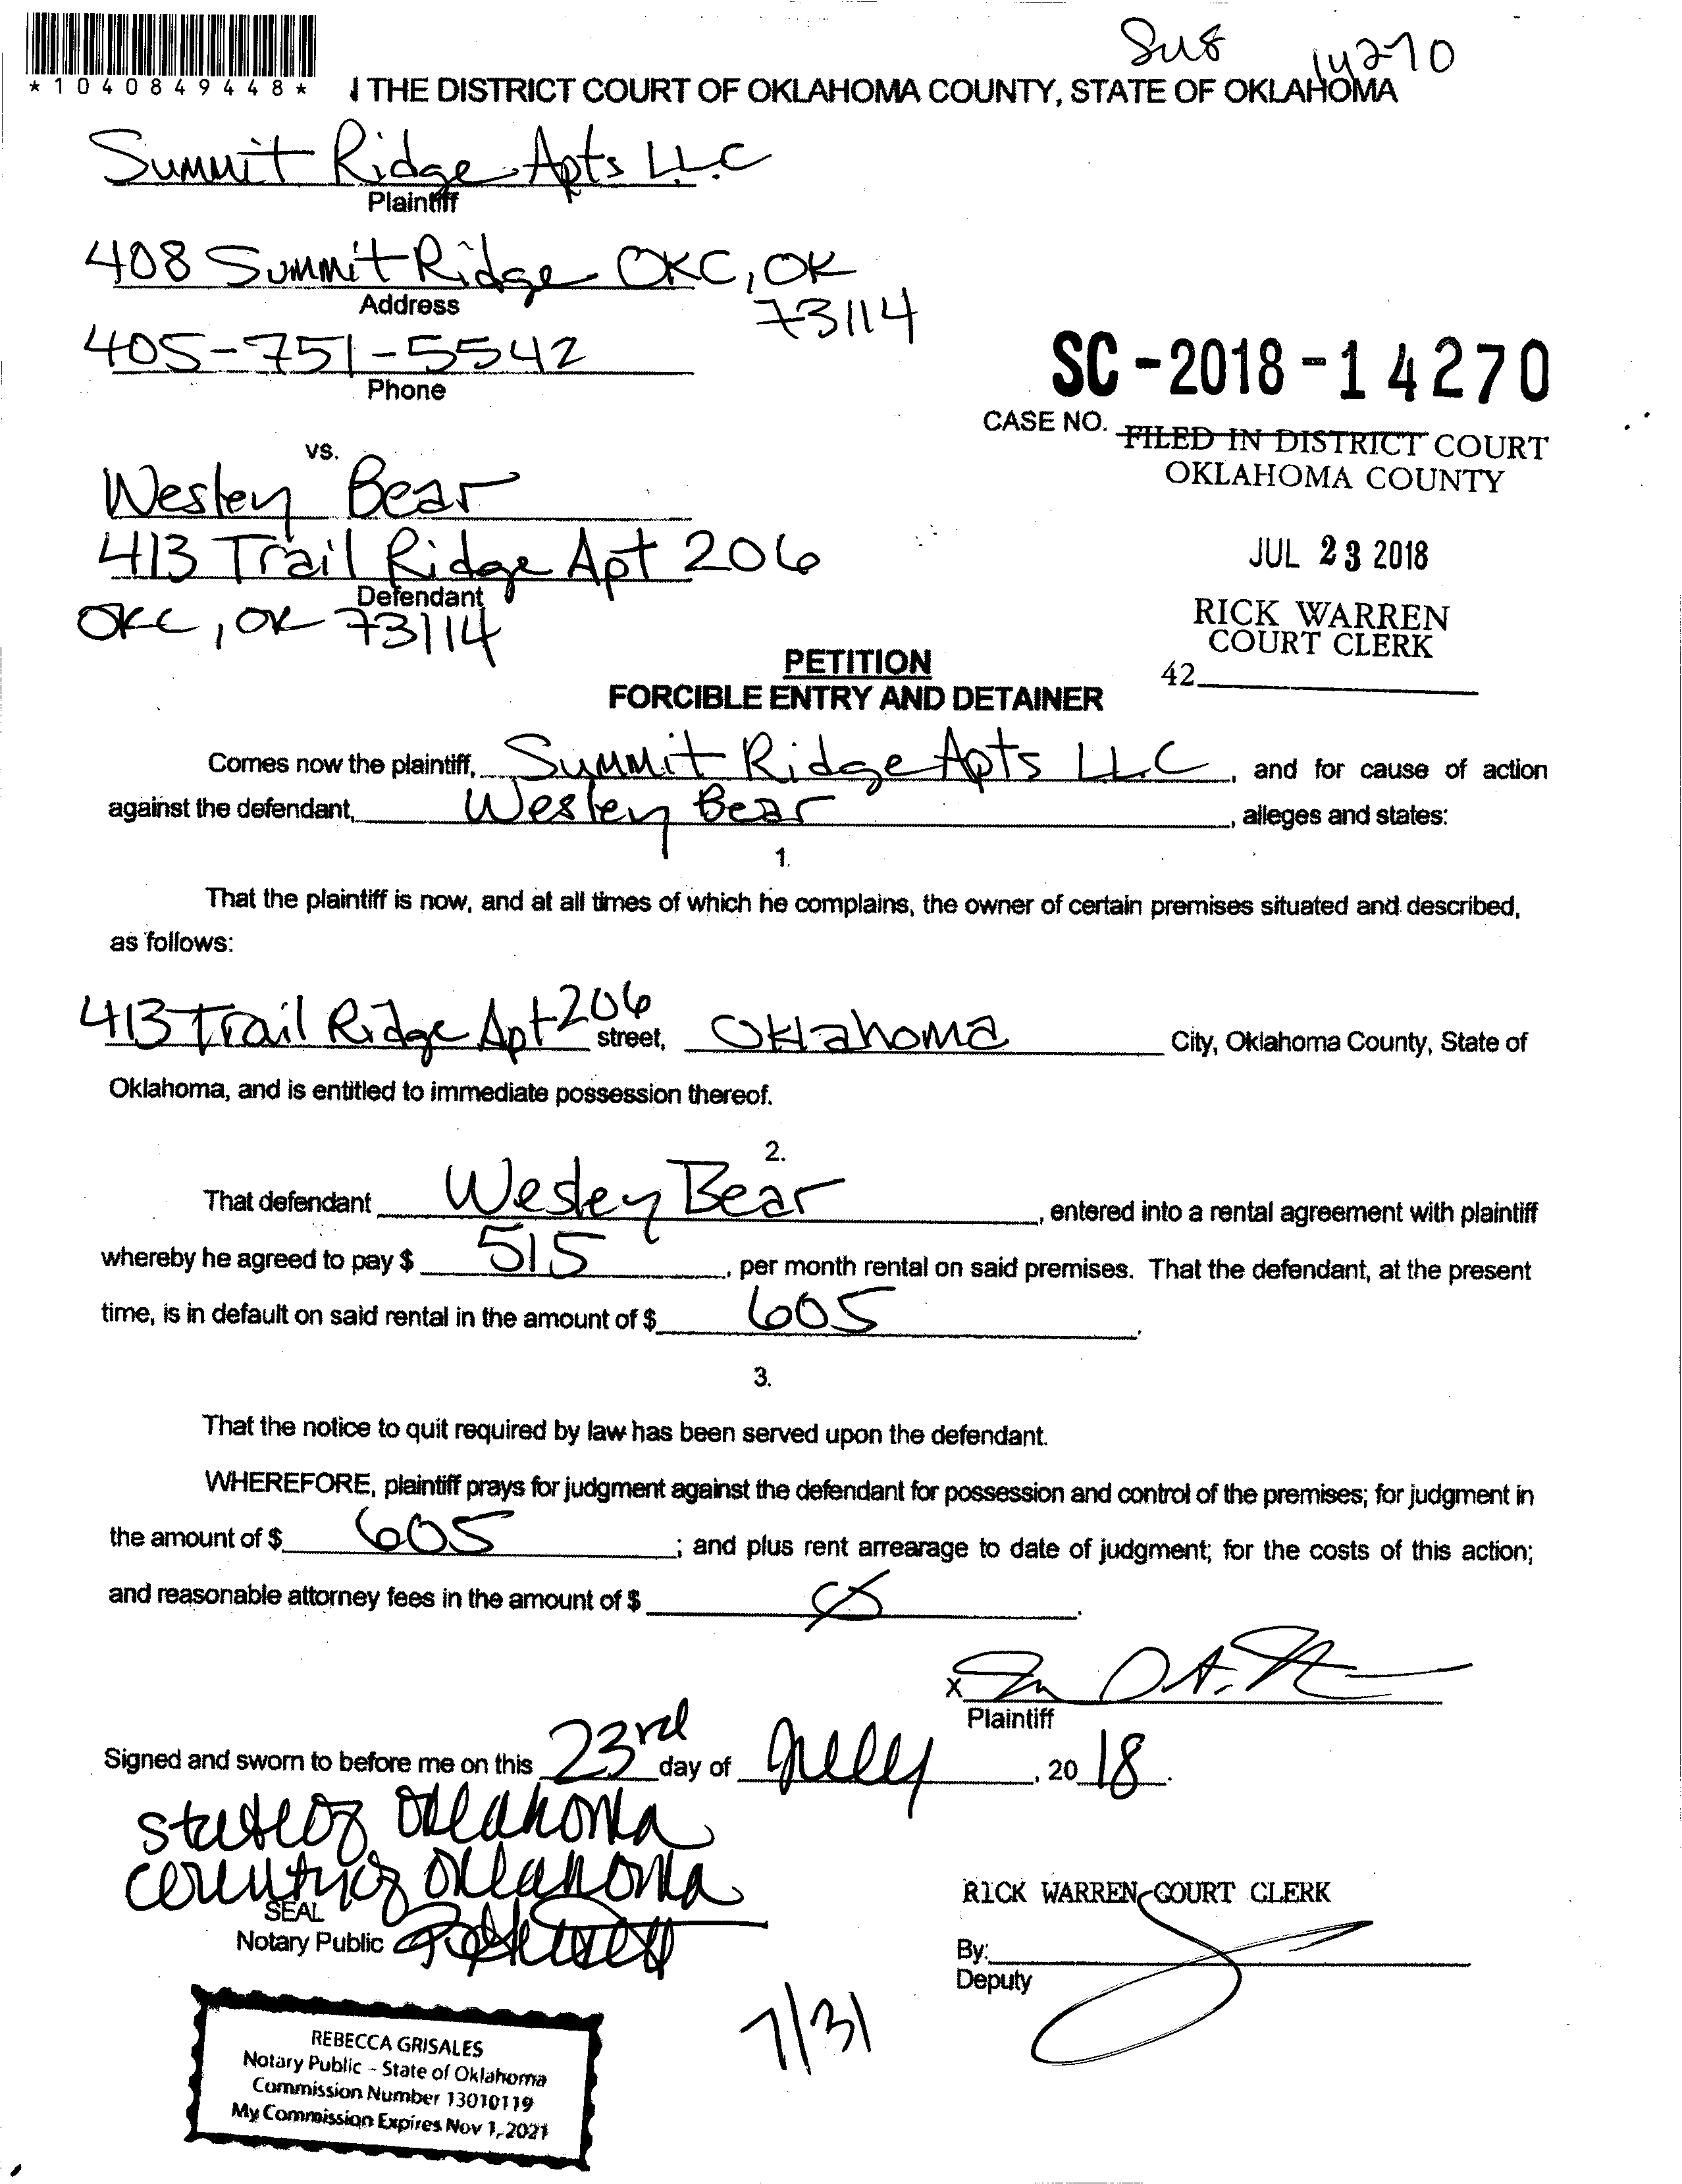 SC-2018-14270
14270
*10408494 48*
THE DISTRICT COURT OF OKLAHOMA COUNTY, STATE OF OKLAHOMA
Summit Ridge Apts LLC
Plaintiff
408 Summit Ridge OKC, OK
73114
Address
405-751-5542
Phone
CASE NO.
FILED IN DISTRICT COURT
OKLAHOMA COUNTY
vs.
Wesley Bear
413 Trail Ridge Apt 206
Defendant
OKC, OK 73114
JUL 23 2018
RICK WARREN
COURT CLERK
42
PETITION
FORCIBLE ENTRY AND DETAINER
Comes now the plaintiff, Summit Ridge Apts LLC, and for cause of action
against the defendant, Wesley Bear, alleges and states:
1.
That the plaintiff is now, and at all times of which he complains, the owner of certain premises situated and described,
as follows:
413 Trail Ridge Apt 206 street, Oklahoma City, Oklahoma County, State of
Oklahoma, and is entitled to immediate possession thereof.
2.
That defendant Wesley Bear, entered into a rental agreement with plaintiff
whereby he agreed to pay $ 515, per month rental on said premises. That the defendant, at the present
time, is in default on said rental in the amount of $ 605.
3.
That the notice to quit required by law has been served upon the defendant.
WHEREFORE, plaintiff prays for judgment against the defendant for possession and control of the premises; for judgment in
the amount of $ 605; and plus rent arrearage to date of judgment; for the costs of this action;
and reasonable attorney fees in the amount of $ Ø.
X
Plaintiff
Signed and sworn to before me on this 23rd day of July, 2018.
state of Oklahoma
county of Oklahoma
SEAL
Notary Public
RICK WARREN COURT CLERK
By:
Deputy
7/31
REBECCA GRISALES
Notary Public - State of Oklahoma
Commission Number 13010119
My Commission Expires Nov 1, 2021